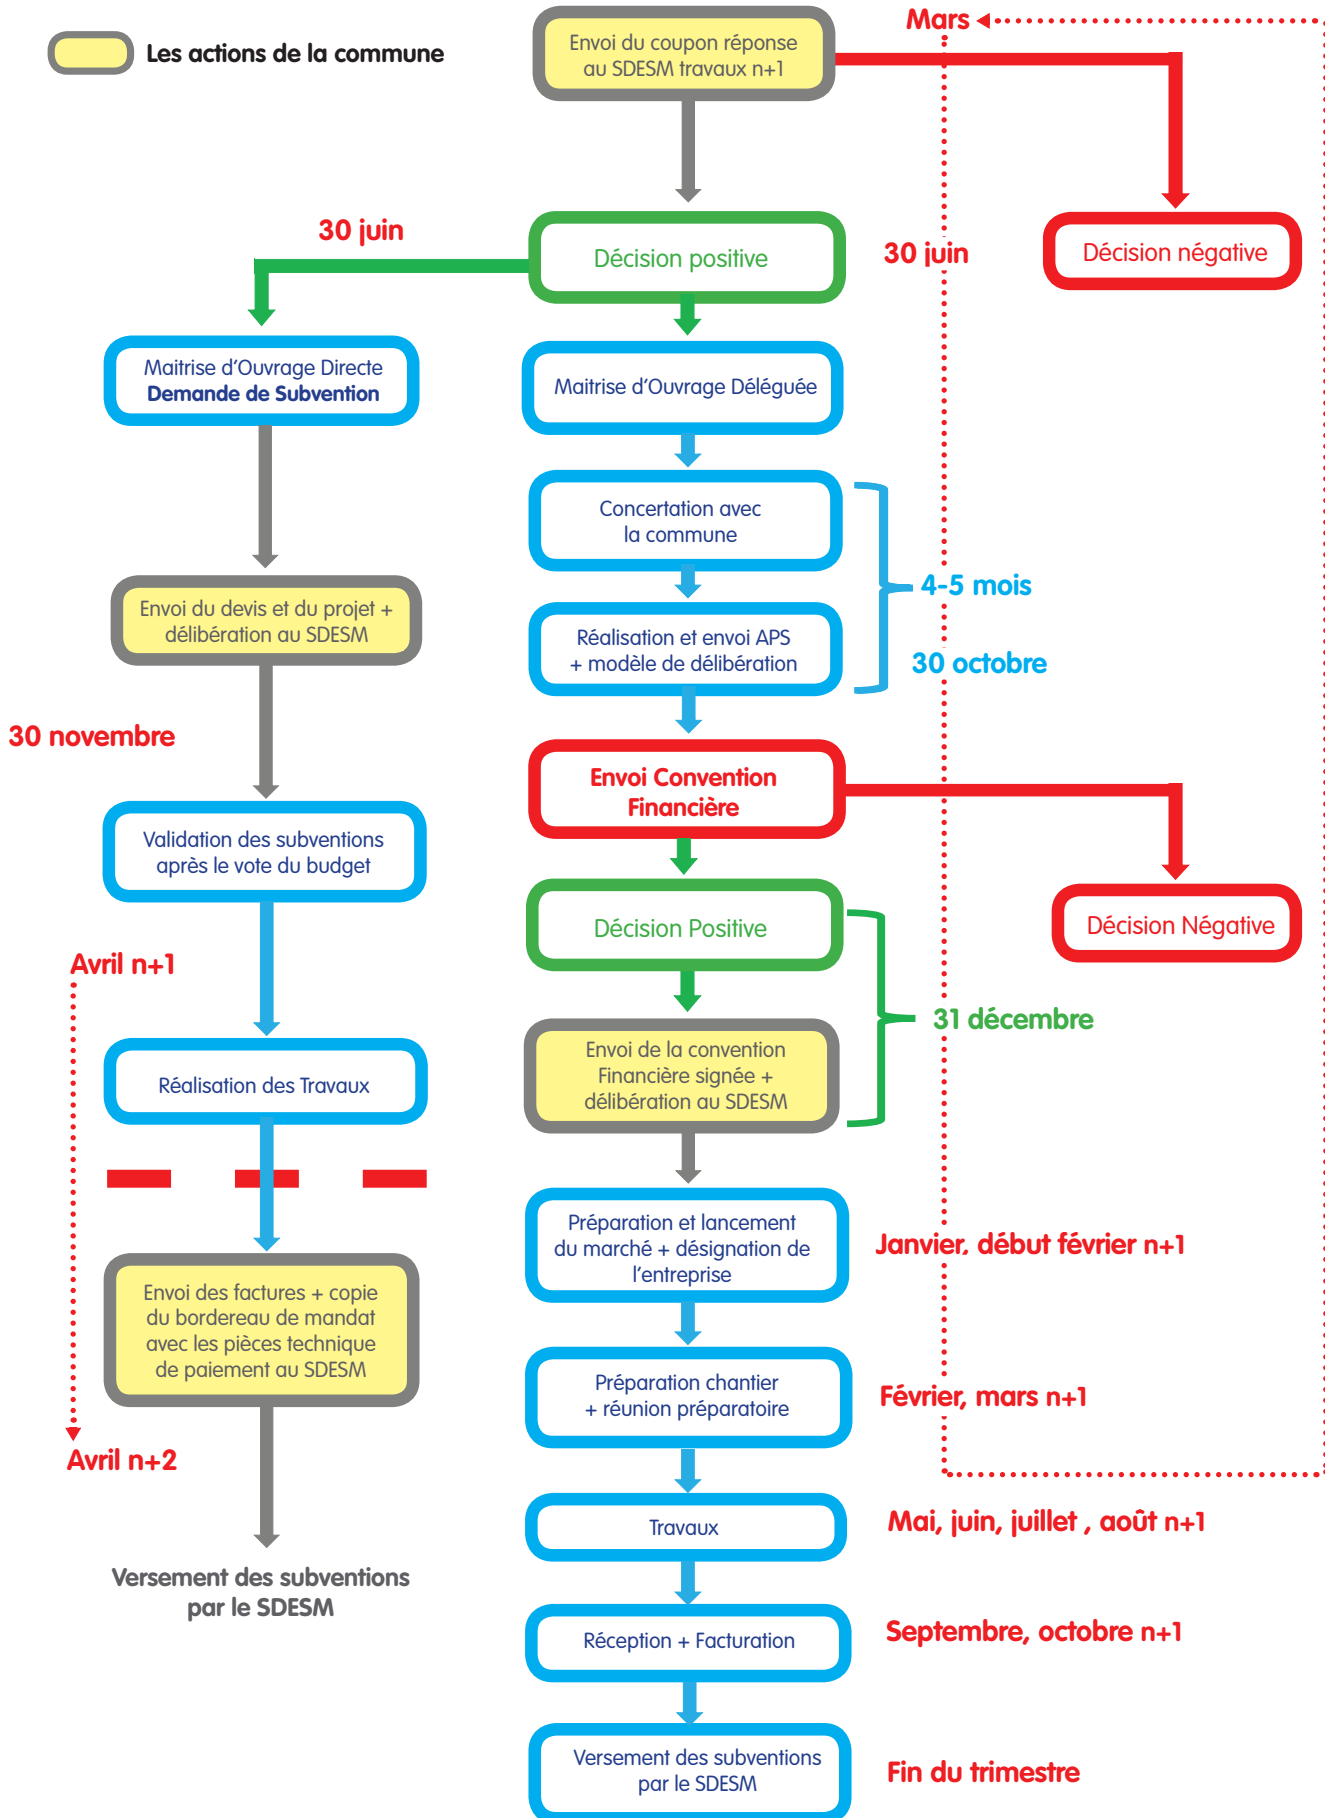 Les actions de la commune
Envoi du coupon réponse
au SDESM travaux n+1
Mars
30 juin
Décision positive
30 juin
Décision négative
Maitrise d'Ouvrage Directe
Demande de Subvention
Maitrise d'Ouvrage Déléguée
Concertation avec
la commune
4-5 mois
Envoi du devis et du projet +
délibération au SDESM
Réalisation et envoi APS
+ modèle de délibération
30 octobre
30 novembre
Envoi Convention
Financière
Validation des subventions
après le vote du budget
Décision Positive
Décision Négative
Avril n+1
31 décembre
Réalisation des Travaux
Envoi de la convention
Financière signée +
délibération au SDESM
Préparation et lancement
du marché + désignation de
l'entreprise
Janvier, début février n+1
Envoi des factures + copie
du bordereau de mandat
avec les pièces technique
de paiement au SDESM
Préparation chantier
+ réunion préparatoire
Février, mars n+1
Avril n+2
Travaux
Mai, juin, juillet , août n+1
Versement des subventions
par le SDESM
Réception + Facturation
Septembre, octobre n+1
Versement des subventions
par le SDESM
Fin du trimestre